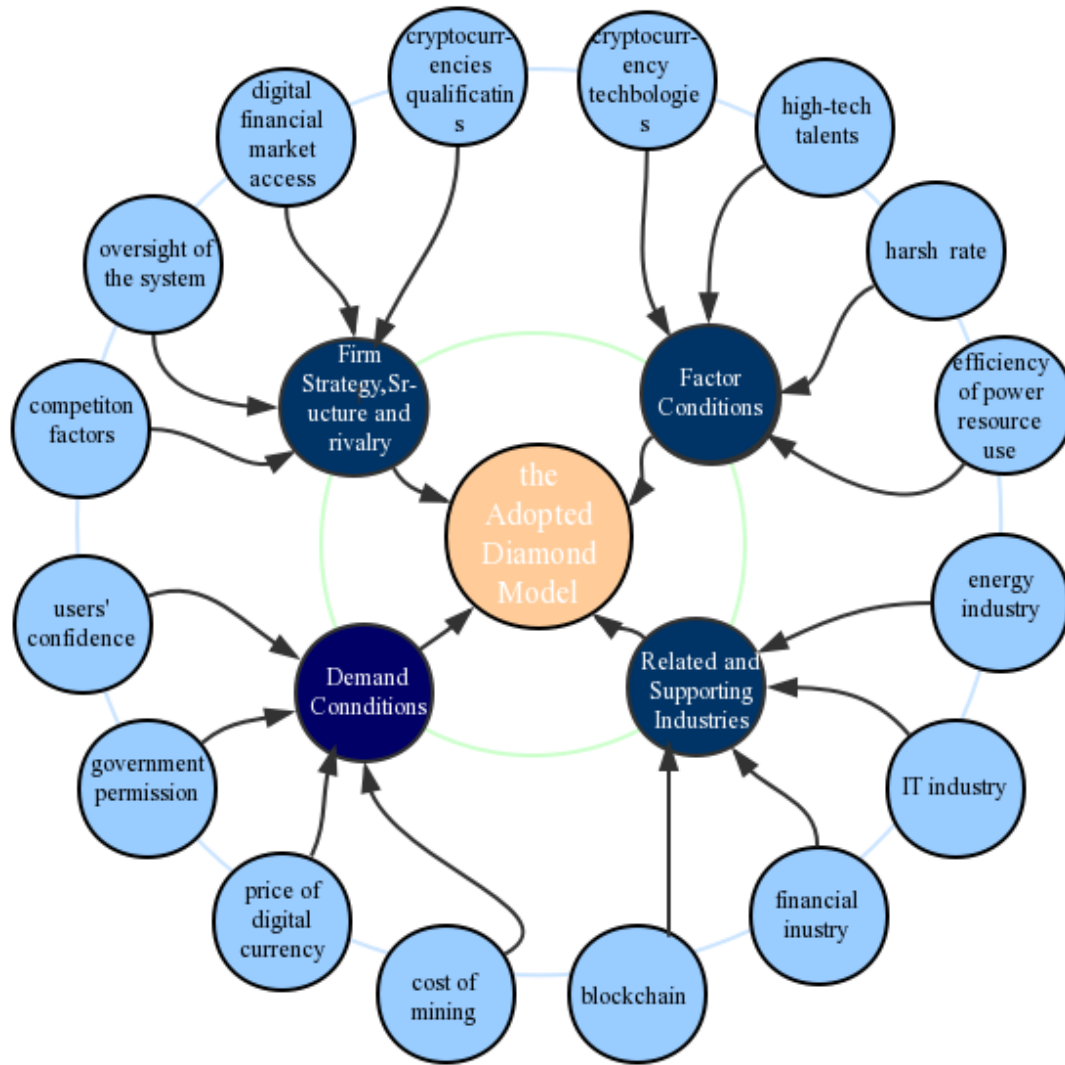 cryptocurr-
encies
qualificatin
s
cryptocurr-
ency
techbologie
s
digital
financial
market
access
high-tech
talents
oversight of
the system
harsh rate
competiton
factors
Firm
Strategy,Sr-
ucture and
rivalry
Factor
Conditions
efficiency
of power
resource
use
the
Adopted
Diamond
Model
users'
confidence
energy
industry
Demand
Connditions
Related and
Supporting
Industries
government
permission
IT industry
price of
digital
currency
financial
inustry
cost of
mining
blockchain